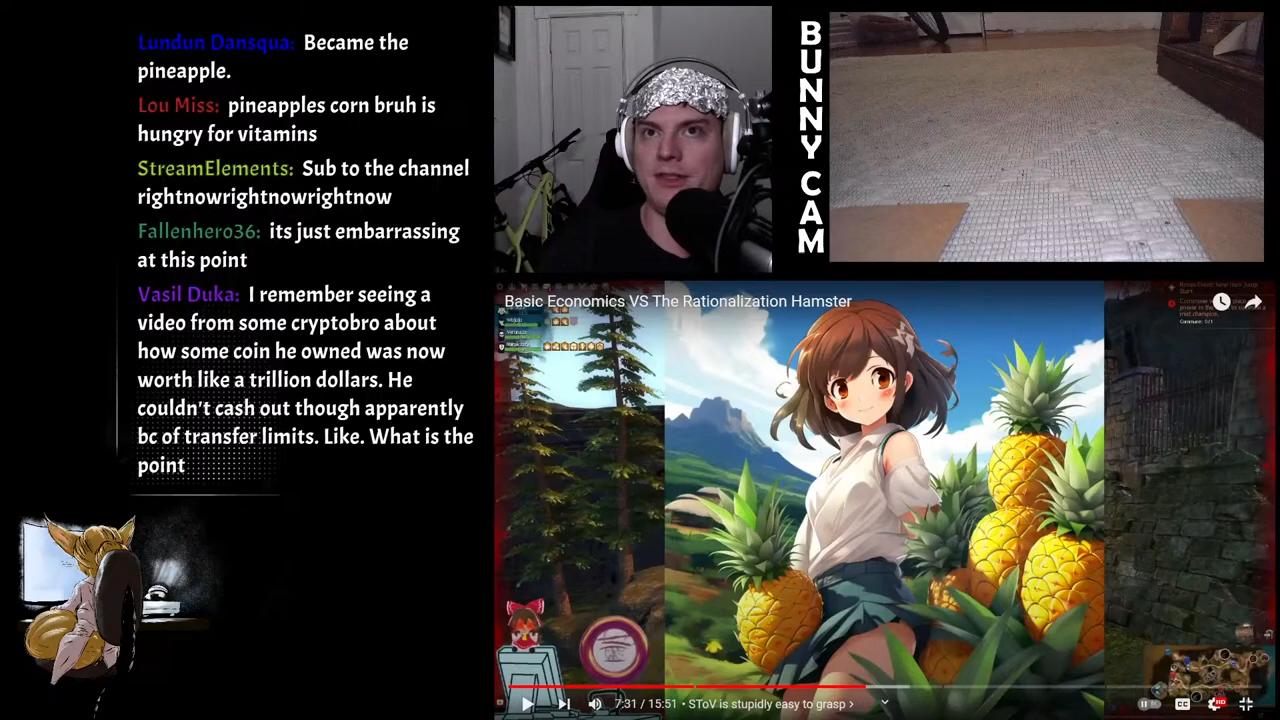 Lundun Dansqua: Became the
pineapple.
Lou Miss: pineapples corn bruh is
hungry for vitamins
StreamElements: Sub to the channel
rightnowrightnowrightnow
Fallenhero36: its just embarrassing
at this point
Vasil Duka: I remember seeing a
video from some cryptobro about
how some coin he owned was now
worth like a trillion dollars. He
couldn't cash out though apparently
bc of transfer limits. Like. What is the
point
BUNNY CAM
Basic Economics VS The Rationalization Hamster
7:31 / 15:51 • SToV is stupidly easy to grasp ›
CC
HD